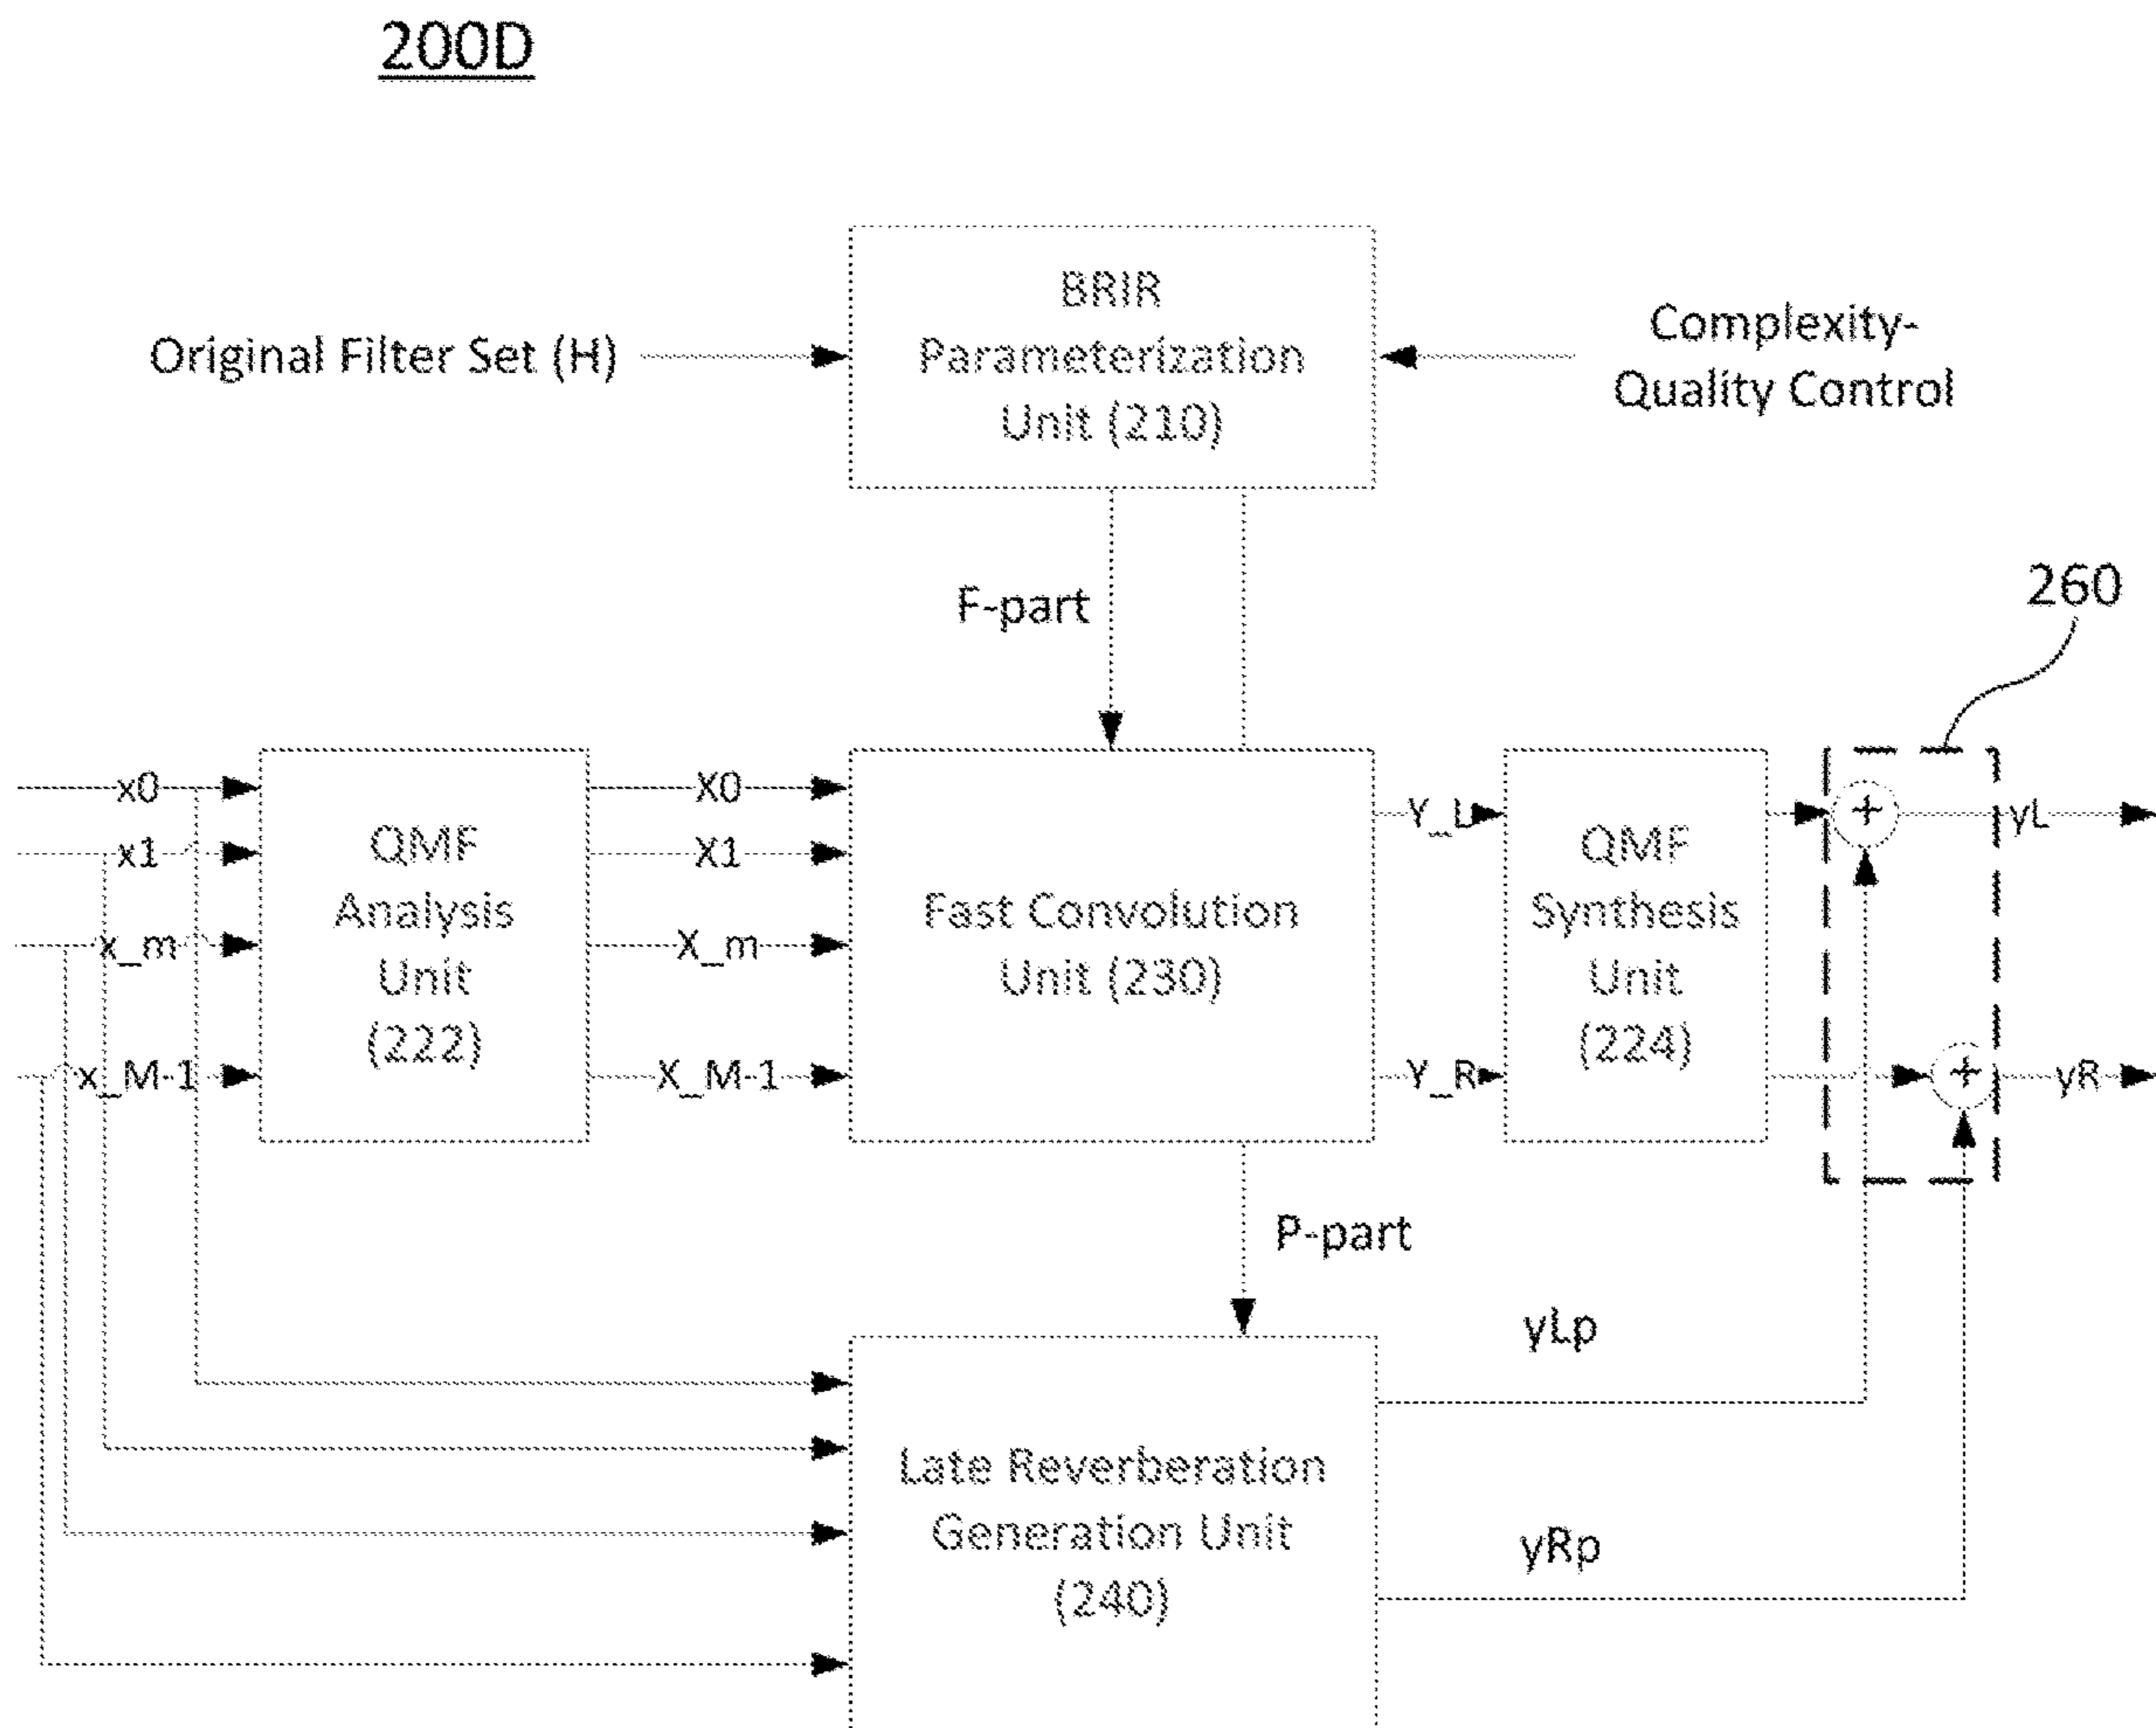 200D
BRIR
Parameterization
Unit (210)
Original Filter Set (H)
Complexity-
Quality Control
F-part
260
x0
x1
x_m
x_M-1
QMF
Analysis
Unit
(222)
X0
X1
X_m
X_M-1
Fast Convolution
Unit (230)
Y_L
Y_R
QMF
Synthesis
Unit
(224)
+
yL
+
yR
P-part
yLp
Late Reverberation
Generation Unit
(240)
yRp